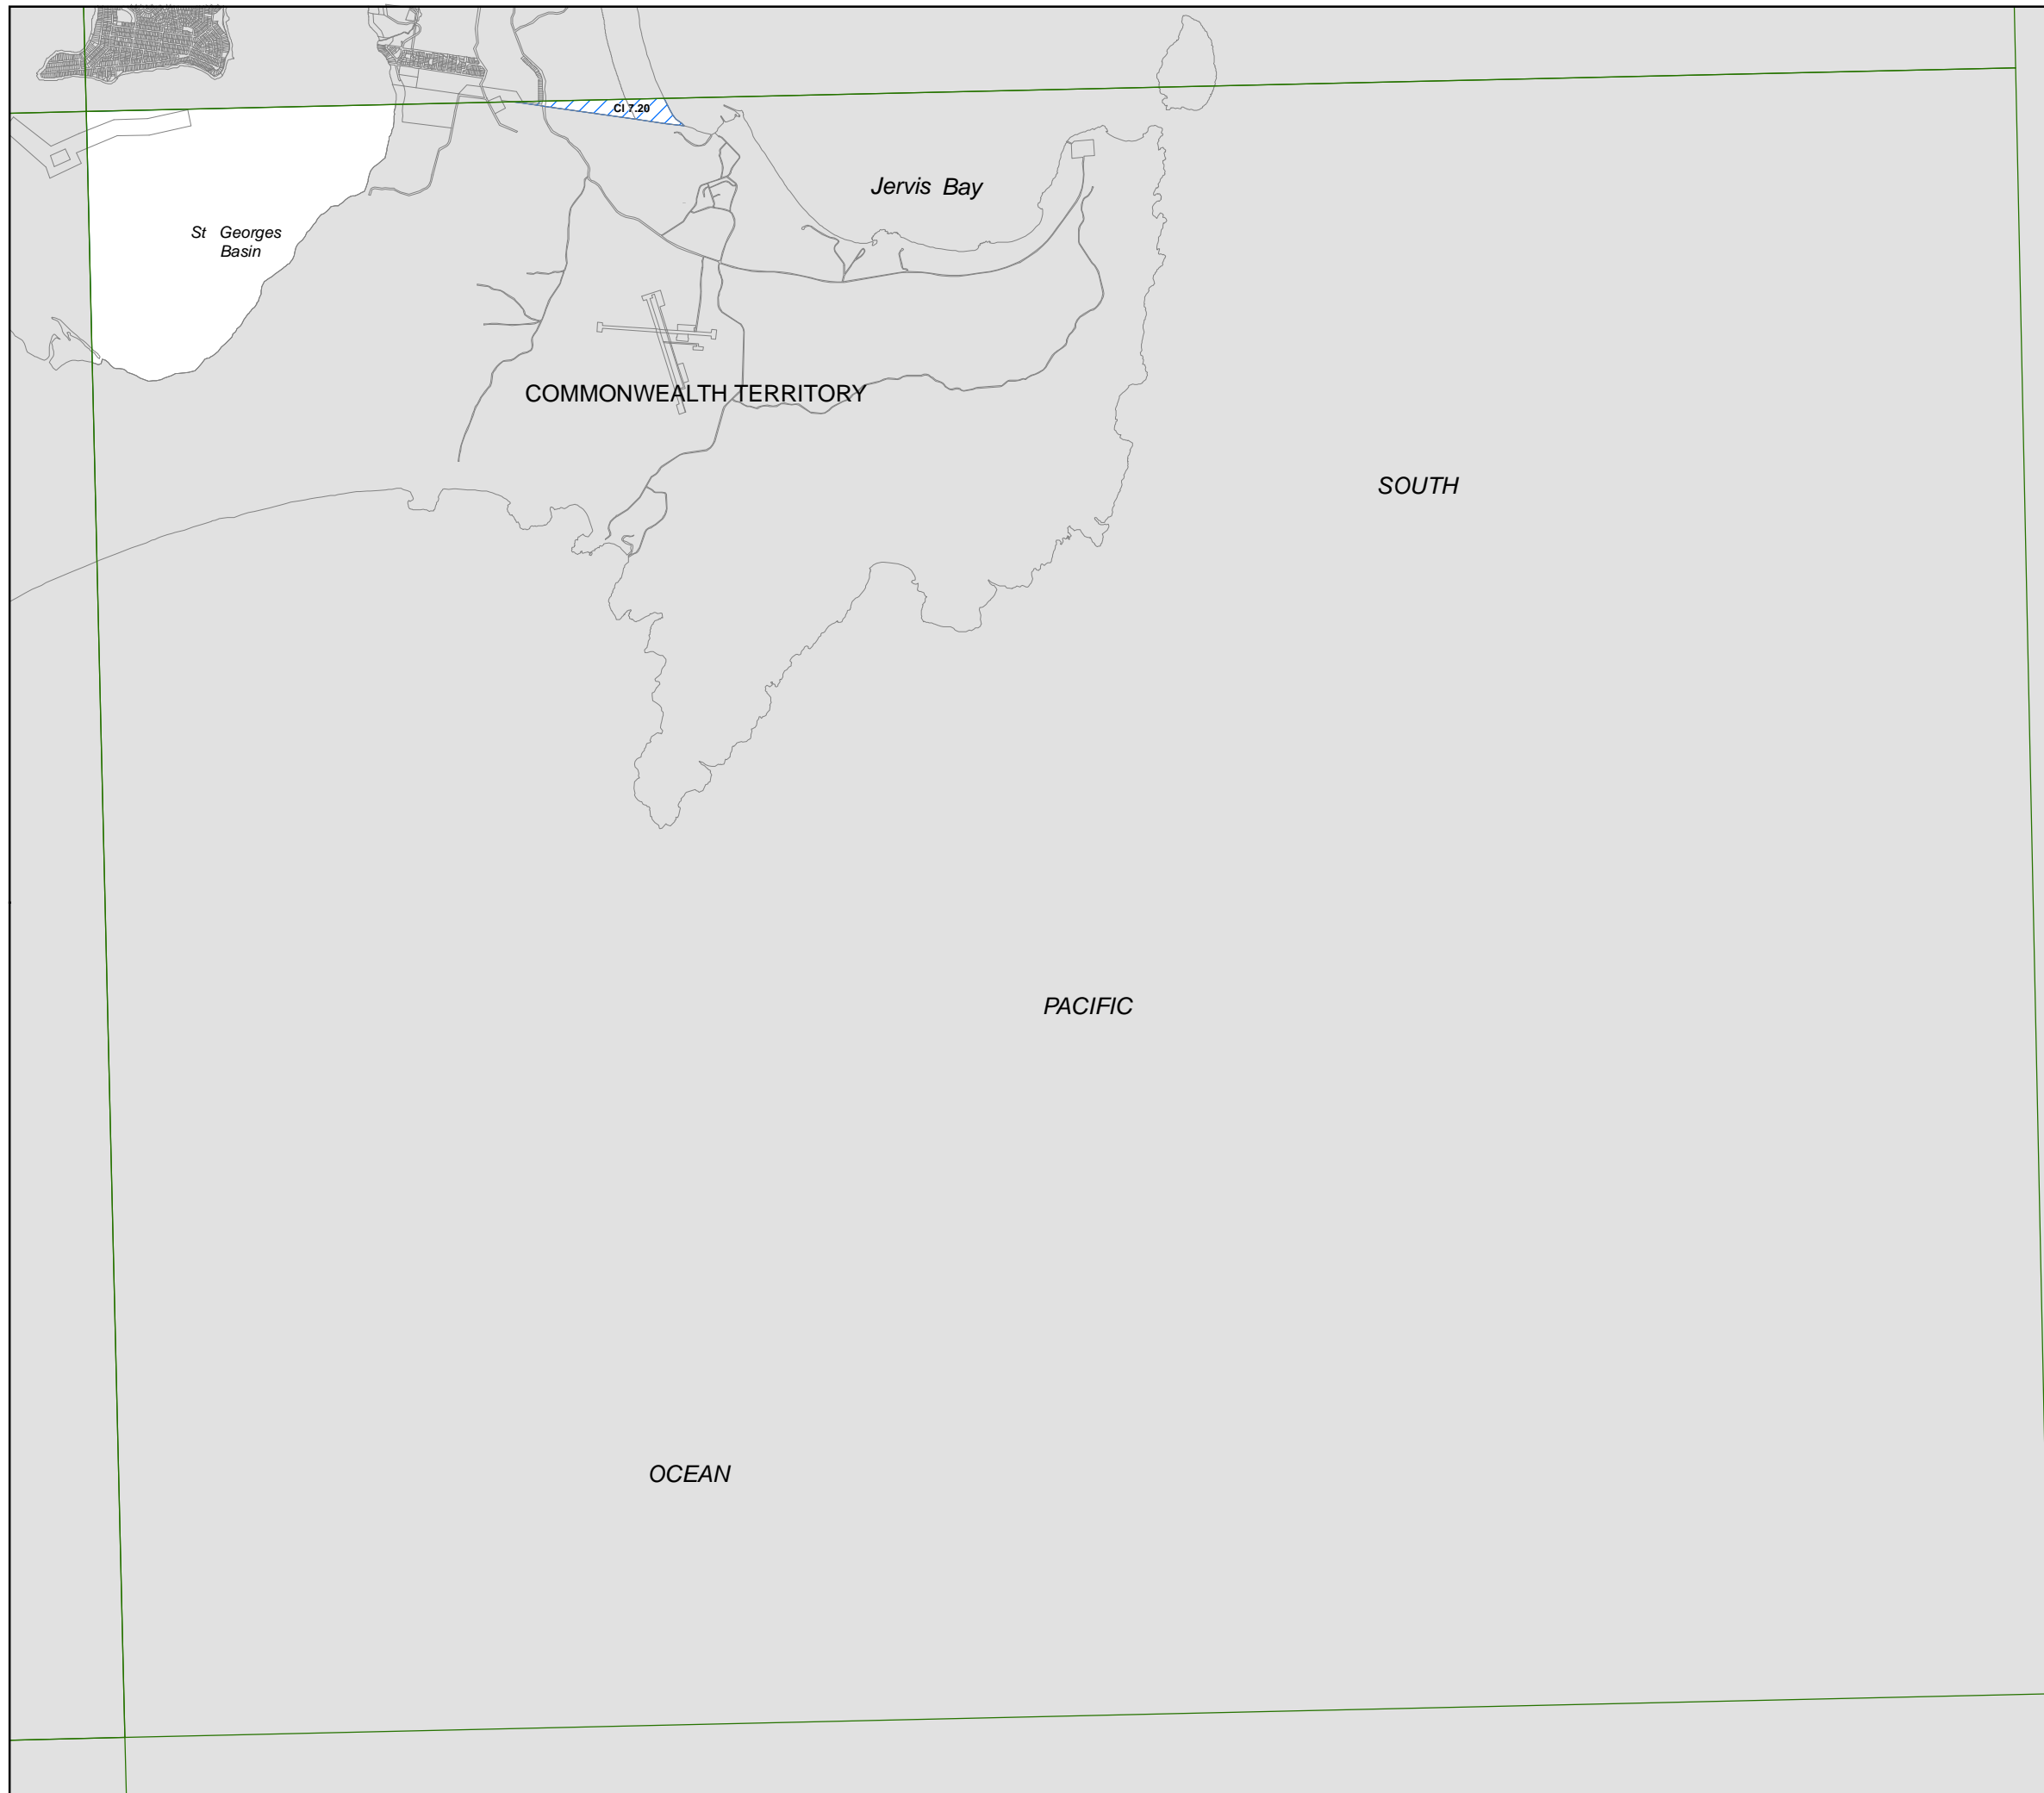 Cl 7.20
Jervis Bay
St Georges
Basin
COMMONWEALTH TERRITORY
SOUTH
PACIFIC
OCEAN